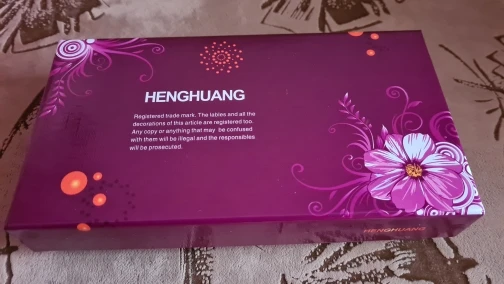 HENGHUANG
Registered trade mark. The lables and all the
decorations of this article are registered too.
Any copy or anything that may be confused
with them will be illegal and the responsibles
will be prosecuted.
HENGHUANG